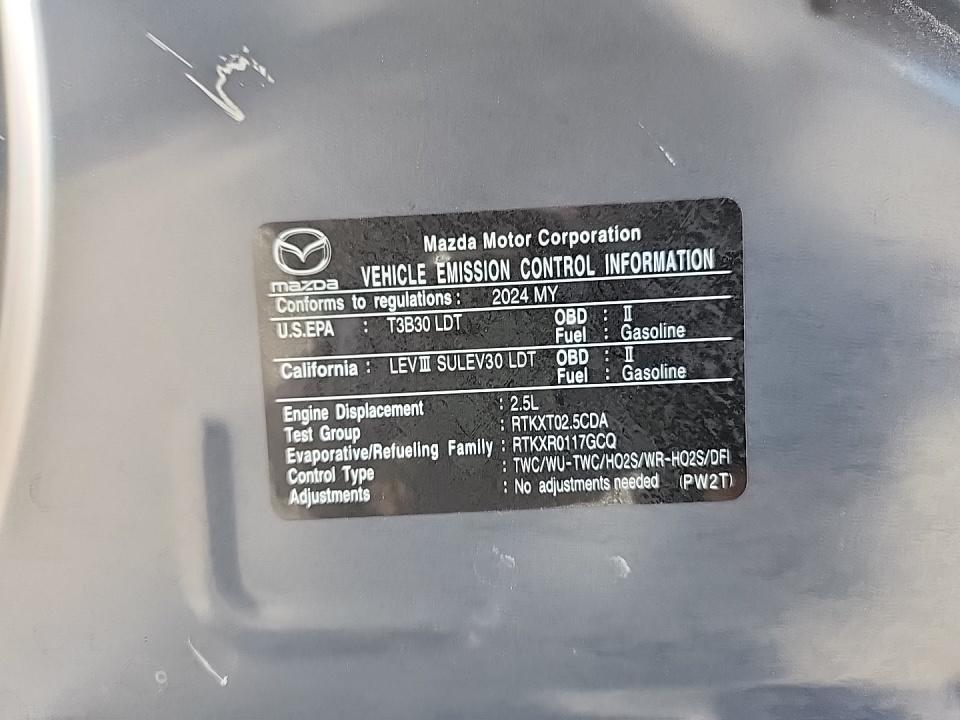 Mazda Motor Corporation
mazda
VEHICLE EMISSION CONTROL INFORMATION
Conforms to regulations : 2024 MY
U.S.EPA : T3B30 LDT OBD : Ⅱ
Fuel : Gasoline
California : LEVⅢ SULEV30 LDT OBD : Ⅱ
Fuel : Gasoline
Engine Displacement : 2.5L
Test Group : RTKXT02.5CDA
Evaporative/Refueling Family : RTKXR0117GCQ
Control Type : TWC/WU-TWC/HO2S/WR-HO2S/DFI
Adjustments : No adjustments needed (PW2T)